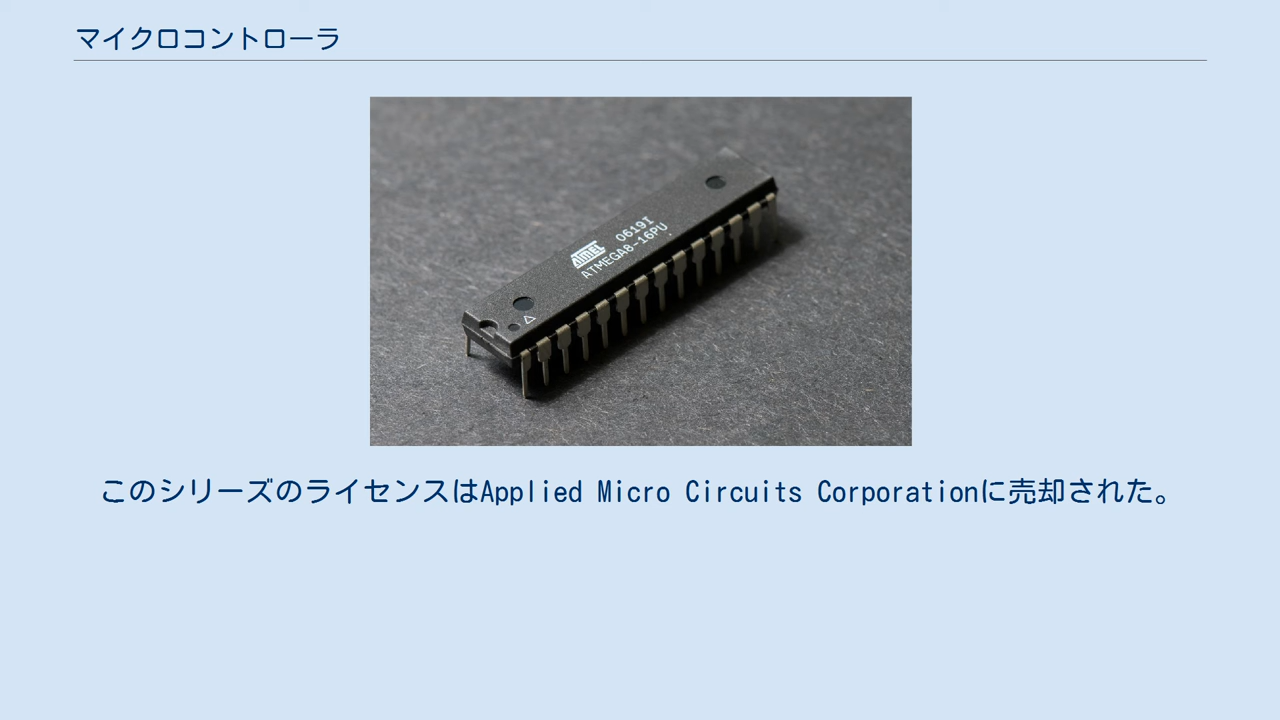 マイクロコントローラ
ATMEL 0619I
ATMEGA8-16PU
このシリーズのライセンスはApplied Micro Circuits Corporationに売却された。